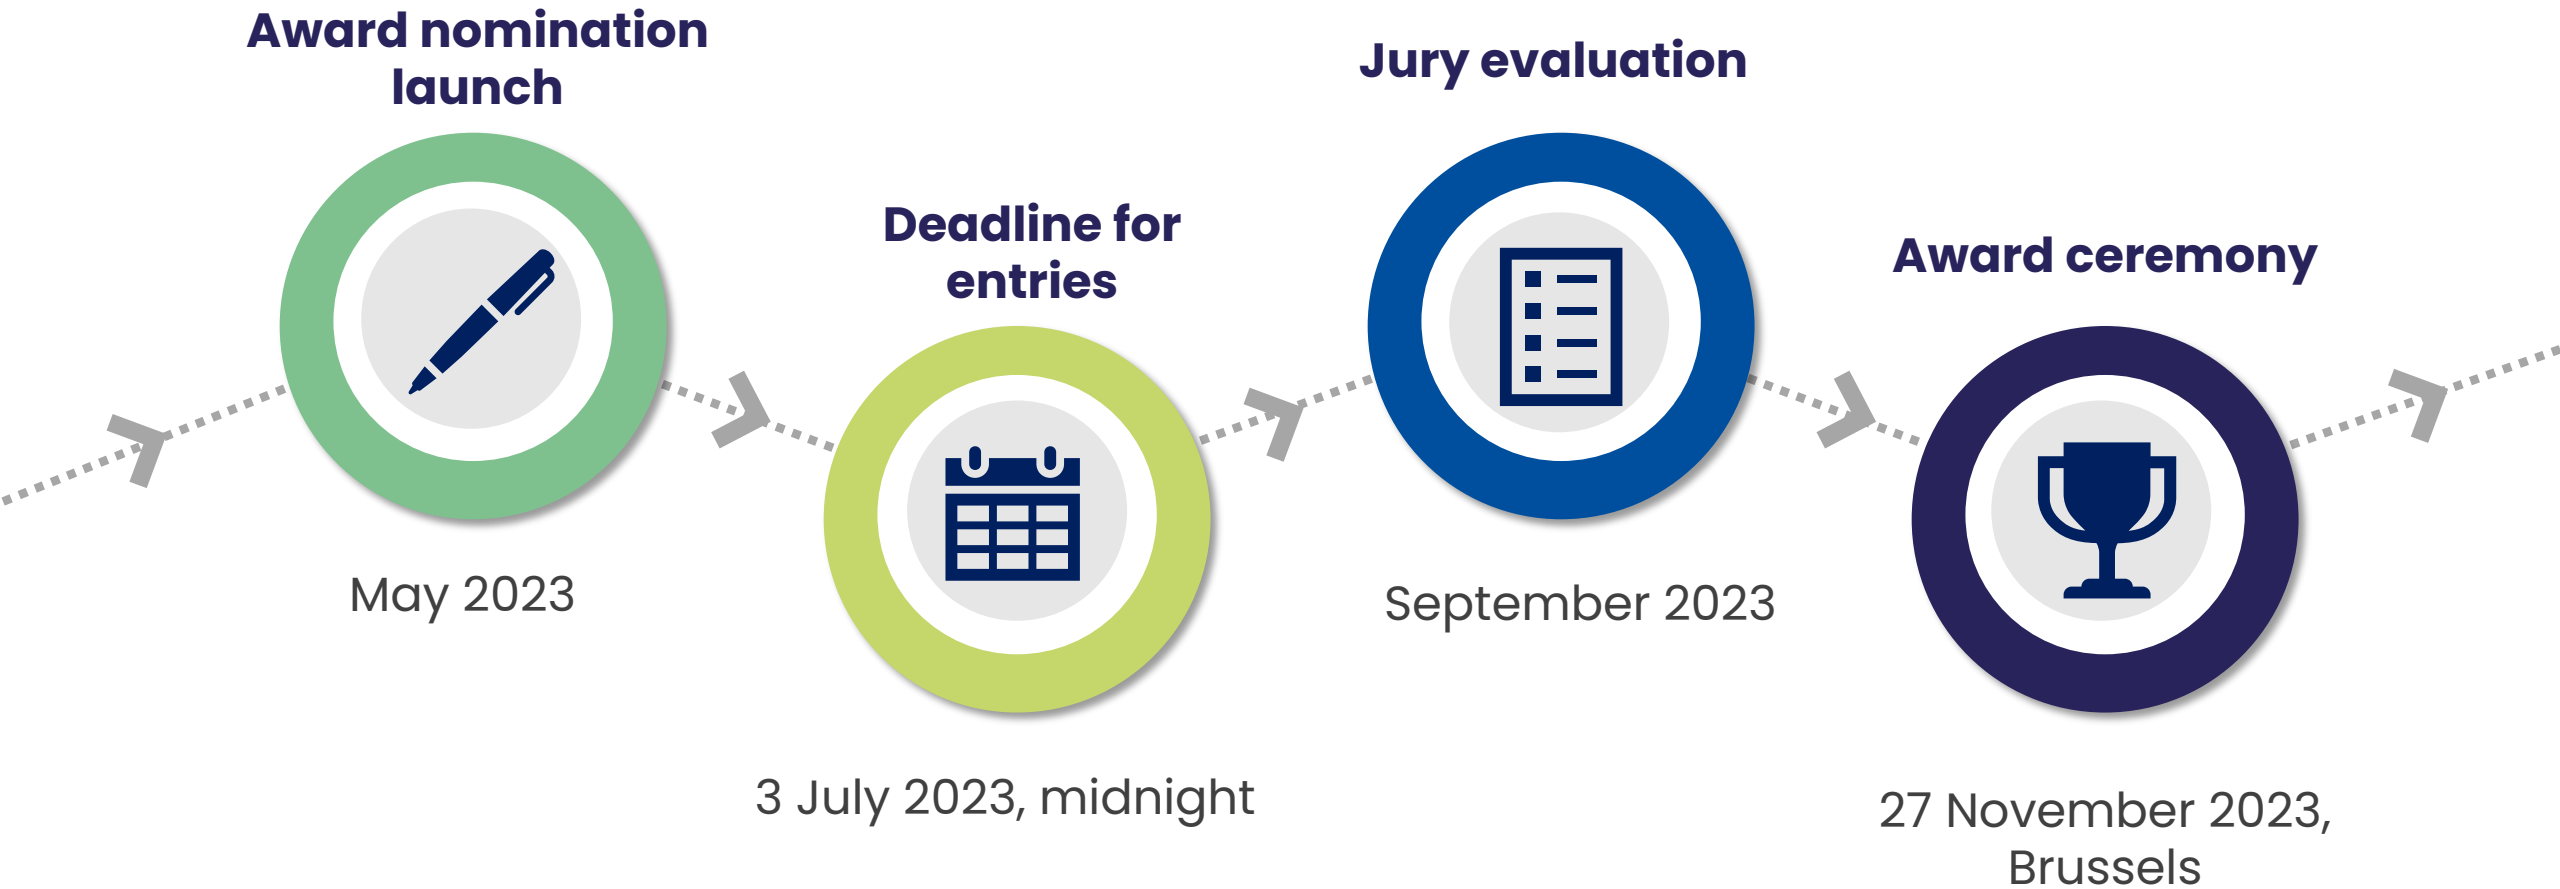 Award nomination
launch
May 2023
Deadline for
entries
3 July 2023, midnight
Jury evaluation
September 2023
Award ceremony
27 November 2023,
Brussels